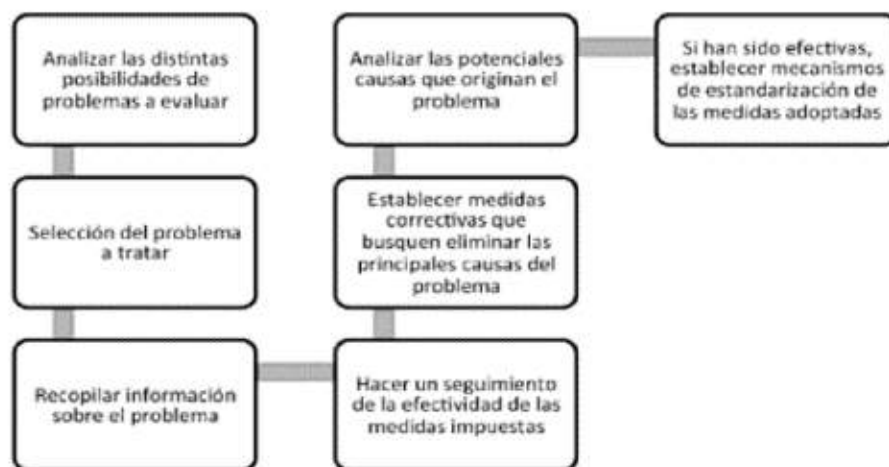 Analizar las distintas
posibilidades de
problemas a evaluar
Selección del problema
a tratar
Recopilar información
sobre el problema
Hacer un seguimiento
de la efectividad de las
medidas impuestas
Establecer medidas
correctivas que
busquen eliminar las
principales causas del
problema
Analizar las potenciales
causas que originan el
problema
Si han sido efectivas,
establecer mecanismos
de estandarización de
las medidas adoptadas